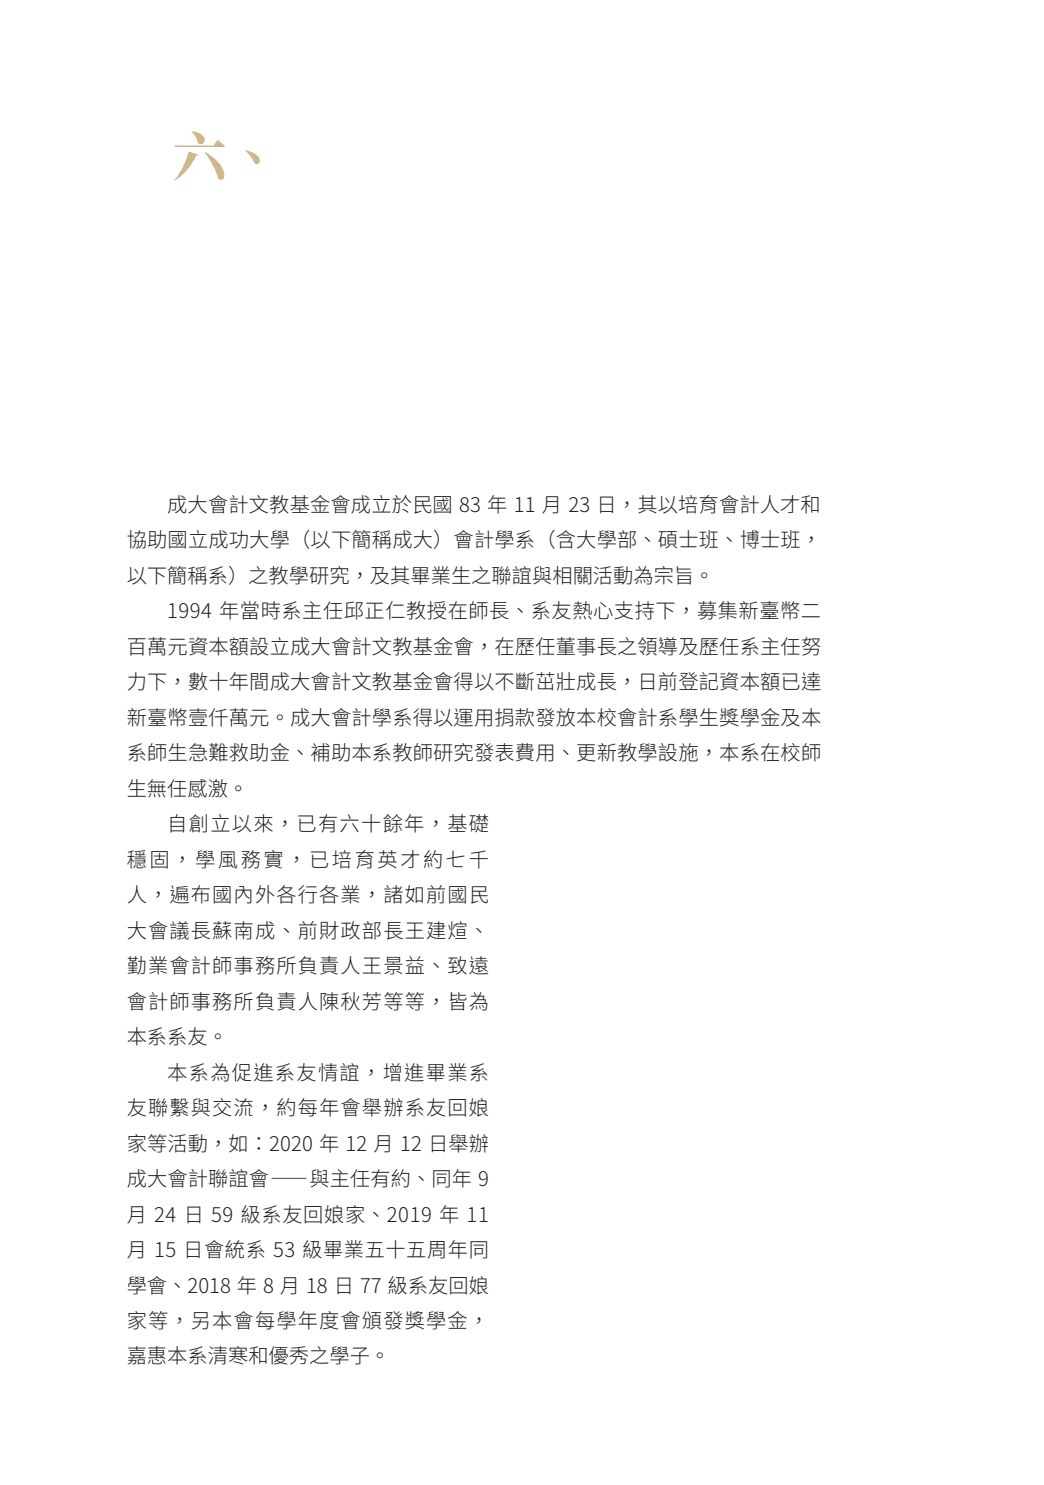 六、
成大會計文教基金會成立於民國 83 年 11 月 23 日，其以培育會計人才和
協助國立成功大學（以下簡稱成大）會計學系（含大學部、碩士班、博士班，
以下簡稱系）之教學研究，及其畢業生之聯誼與相關活動為宗旨。
1994 年當時系主任邱正仁教授在師長、系友熱心支持下，募集新臺幣二
百萬元資本額設立成大會計文教基金會，在歷任董事長之領導及歷任系主任努
力下，數十年間成大會計文教基金會得以不斷茁壯成長，日前登記資本額已達
新臺幣壹仟萬元。成大會計學系得以運用捐款發放本校會計系學生獎學金及本
系師生急難救助金、補助本系教師研究發表費用、更新教學設施，本系在校師
生無任感激。
自創立以來，已有六十餘年，基礎
穩固，學風務實，已培育英才約七千
人，遍布國內外各行各業，諸如前國民
大會議長蘇南成、前財政部長王建煊、
勤業會計師事務所負責人王景益、致遠
會計師事務所負責人陳秋芳等等，皆為
本系系友。
本系為促進系友情誼，增進畢業系
友聯繫與交流，約每年會舉辦系友回娘
家等活動，如：2020 年 12 月 12 日舉辦
成大會計聯誼會——與主任有約、同年 9
月 24 日 59 級系友回娘家、2019 年 11
月 15 日會統系 53 級畢業五十五周年同
學會、2018 年 8 月 18 日 77 級系友回娘
家等，另本會每學年度會頒發獎學金，
嘉惠本系清寒和優秀之學子。